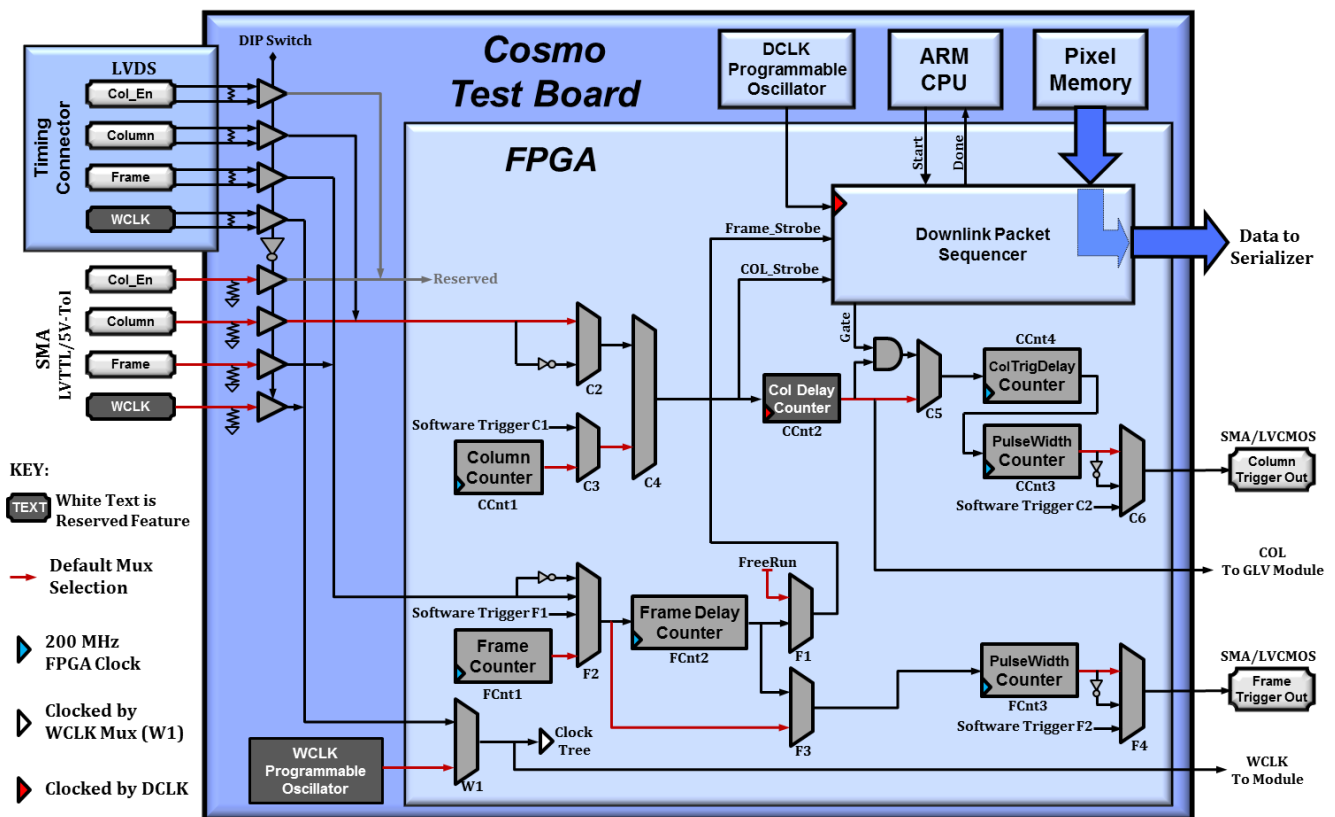 Cosmo
Test Board
DIP Switch
Timing
Connector
LVDS
Col_En
Column
Frame
WCLK
SMA
LVTTL/5V-Tol
Col_En
Column
Frame
WCLK
Reserved
DCLK
Programmable
Oscillator
ARM
CPU
Pixel
Memory
FPGA
Start
Done
Frame_Strobe
COL_Strobe
Downlink Packet
Sequencer
Data to
Serializer
Gate
C2
Software Trigger C1
Column
Counter
CCnt1
C3
C4
Col Delay
Counter
CCnt2
C5
CCnt4
ColTrigDelay
Counter
PulseWidth
Counter
CCnt3
Software Trigger C2
C6
SMA/LVCMOS
Column
Trigger Out
COL
To GLV Module
KEY:
TEXT
White Text is
Reserved Feature
Default Mux
Selection
200 MHz
FPGA Clock
Clocked by
WCLK Mux (W1)
Clocked by DCLK
FreeRun
Software Trigger F1
Frame
Counter
FCnt1
F2
Frame Delay
Counter
FCnt2
F1
F3
PulseWidth
Counter
FCnt3
Software Trigger F2
F4
SMA/LVCMOS
Frame
Trigger Out
WCLK
Programmable
Oscillator
W1
Clock
Tree
WCLK
To Module